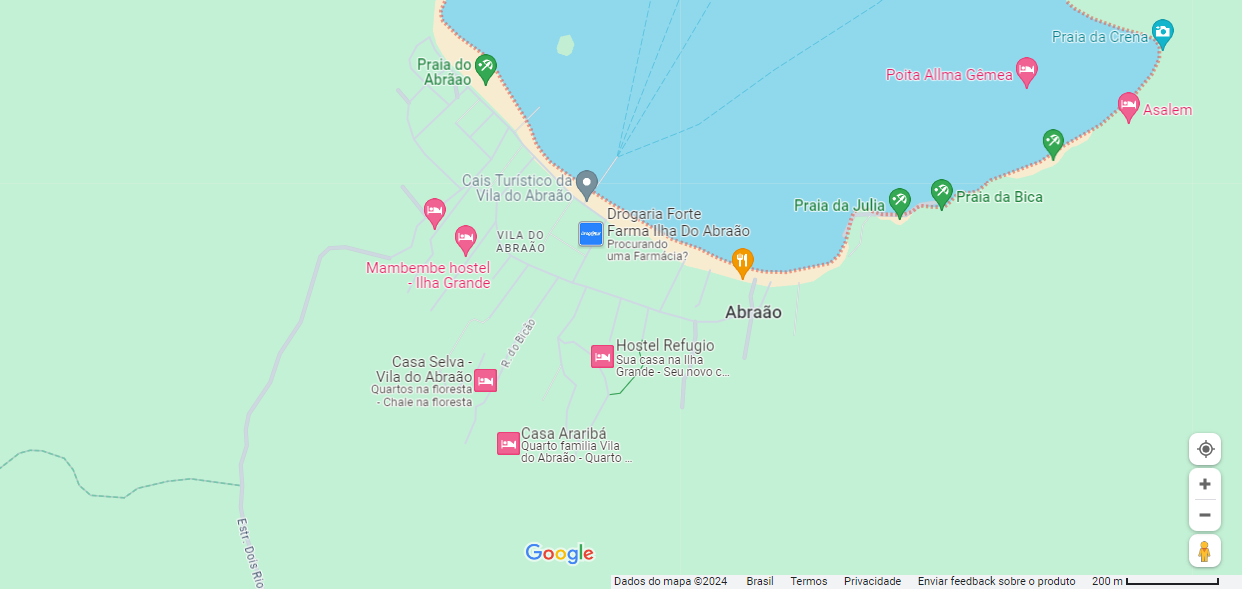 Praia da Crena
Praia do
Abrãao
Poita Allma Gêmea
Asalem
Cais Turístico da
Vila do Abraão
Praia da Julia
Praia da Bica
Drogaria Forte
Farma Ilha Do Abraão
Procurando
uma Farmácia?
VILA DO
ABRAÃO
Mambembe hostel
- Ilha Grande
Abraão
R. do Bicão
Hostel Refugio
Sua casa na Ilha
Grande - Seu novo c...
Casa Selva -
Vila do Abraão
Quartos na floresta
- Chale na floresta
Casa Araribá
Quarto familia Vila
do Abraão - Quarto ...
Estr. Dois Rio
Google
Dados do mapa ©2024 Brasil Termos Privacidade Enviar feedback sobre o produto 200 m